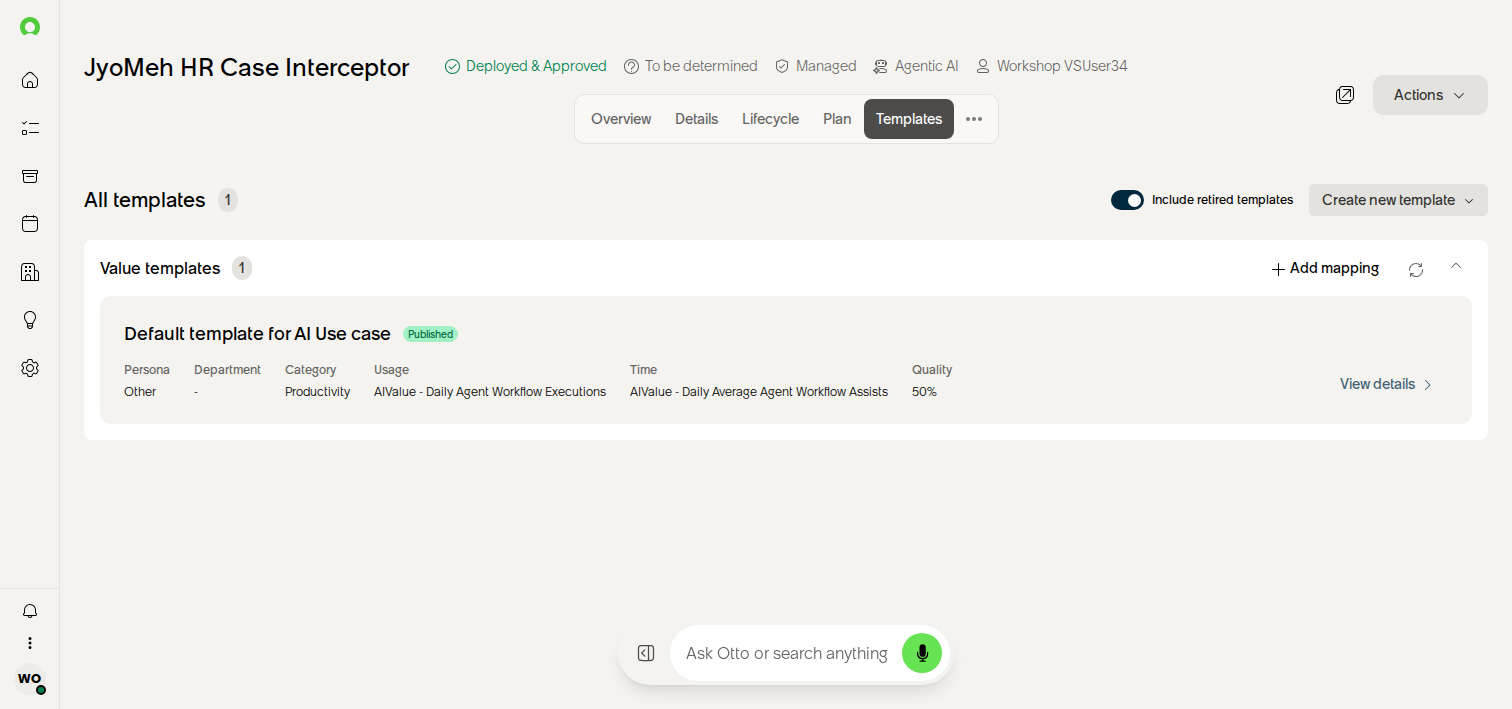 JyoMeh HR Case Interceptor
Deployed & Approved
To be determined
Managed
Agentic AI
Workshop VSUser34
Actions
Overview
Details
Lifecycle
Plan
Templates
All templates 1
Include retired templates
Create new template
Value templates 1
Add mapping
Default template for AI Use case
Published
Persona
Department
Category
Usage
Time
Quality
Other
-
Productivity
AIValue - Daily Agent Workflow Executions
AIValue - Daily Average Agent Workflow Assists
50%
View details
Ask Otto or search anything
WO